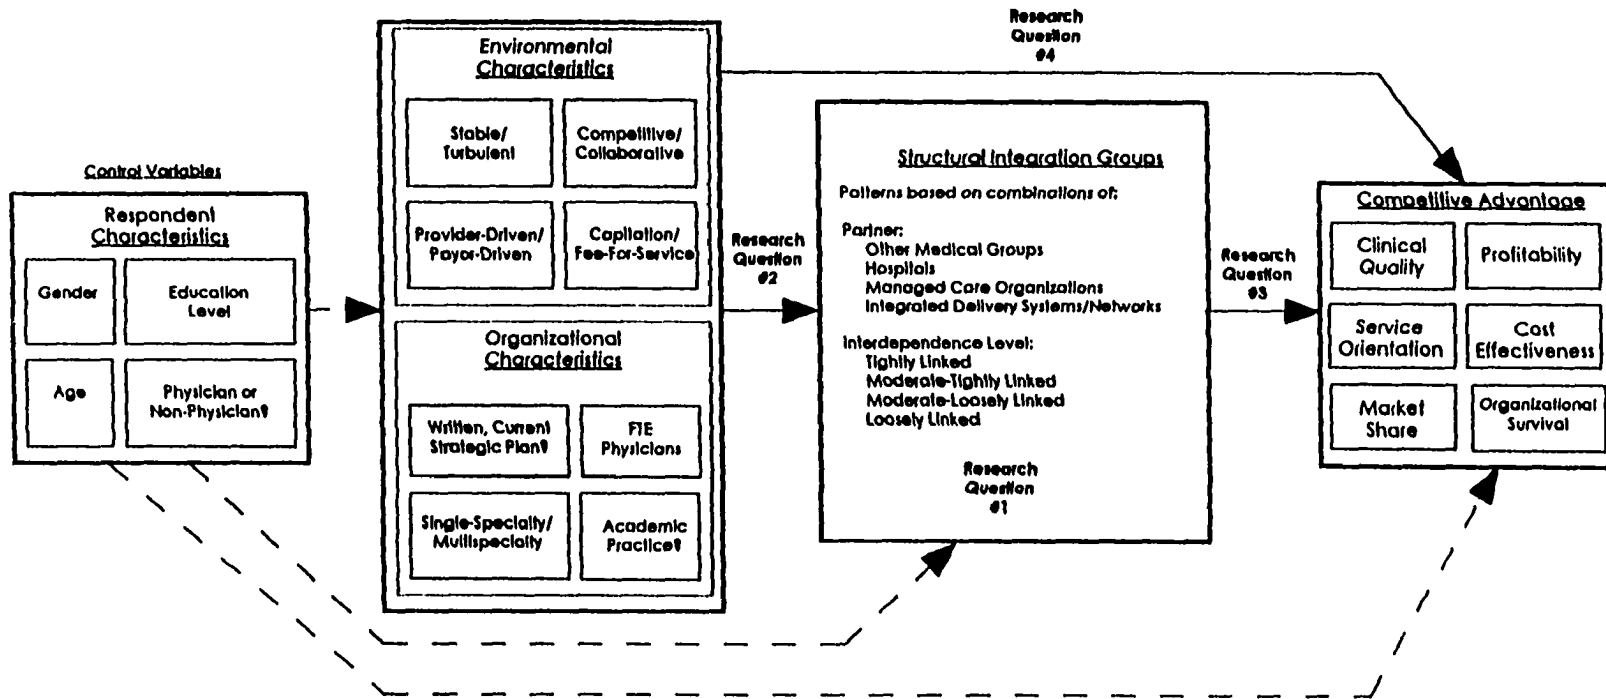 Control Variables
Respondent
Characteristics
Gender
Education
Level
Age
Physician or
Non-Physician?
Environmental
Characteristics
Stable/
Turbulent
Competitive/
Collaborative
Provider-Driven/
Payor-Driven
Capitation/
Fee-For-Service
Organizational
Characteristics
Written, Current
Strategic Plan?
FTE
Physicians
Single-Specialty/
Multispecialty
Academic
Practice?
Research
Question
#2
Structural Integration Groups
Patterns based on combinations of:
Partner:
Other Medical Groups
Hospitals
Managed Care Organizations
Integrated Delivery Systems/Networks
Interdependence Level:
Tightly Linked
Moderate-Tightly Linked
Moderate-Loosely Linked
Loosely Linked
Research
Question
#1
Research
Question
#4
Research
Question
#3
Competitive Advantage
Clinical
Quality
Profitability
Service
Orientation
Cost
Effectiveness
Market
Share
Organizational
Survival